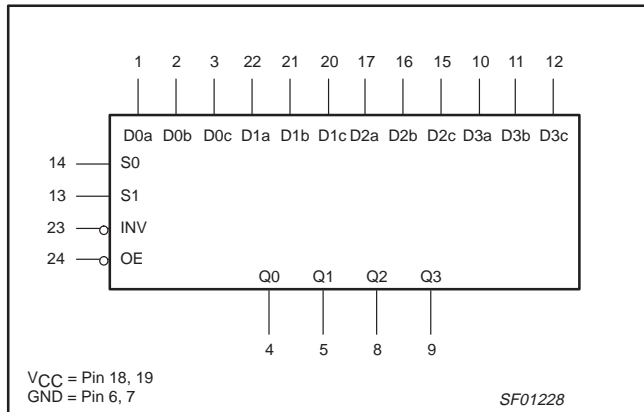 1 2 3 22 21 20 17 16 15 10 11 12
D0a D0b D0c D1a D1b D1c D2a D2b D2c D3a D3b D3c
14 S0
13 S1
23 INV
24 OE
Q0 Q1 Q2 Q3
4 5 8 9
VCC = Pin 18, 19
GND = Pin 6, 7
SF01228